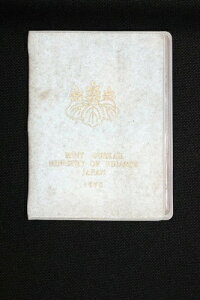 MINT BUREAU
MINISTRY OF FINANCE
JAPAN